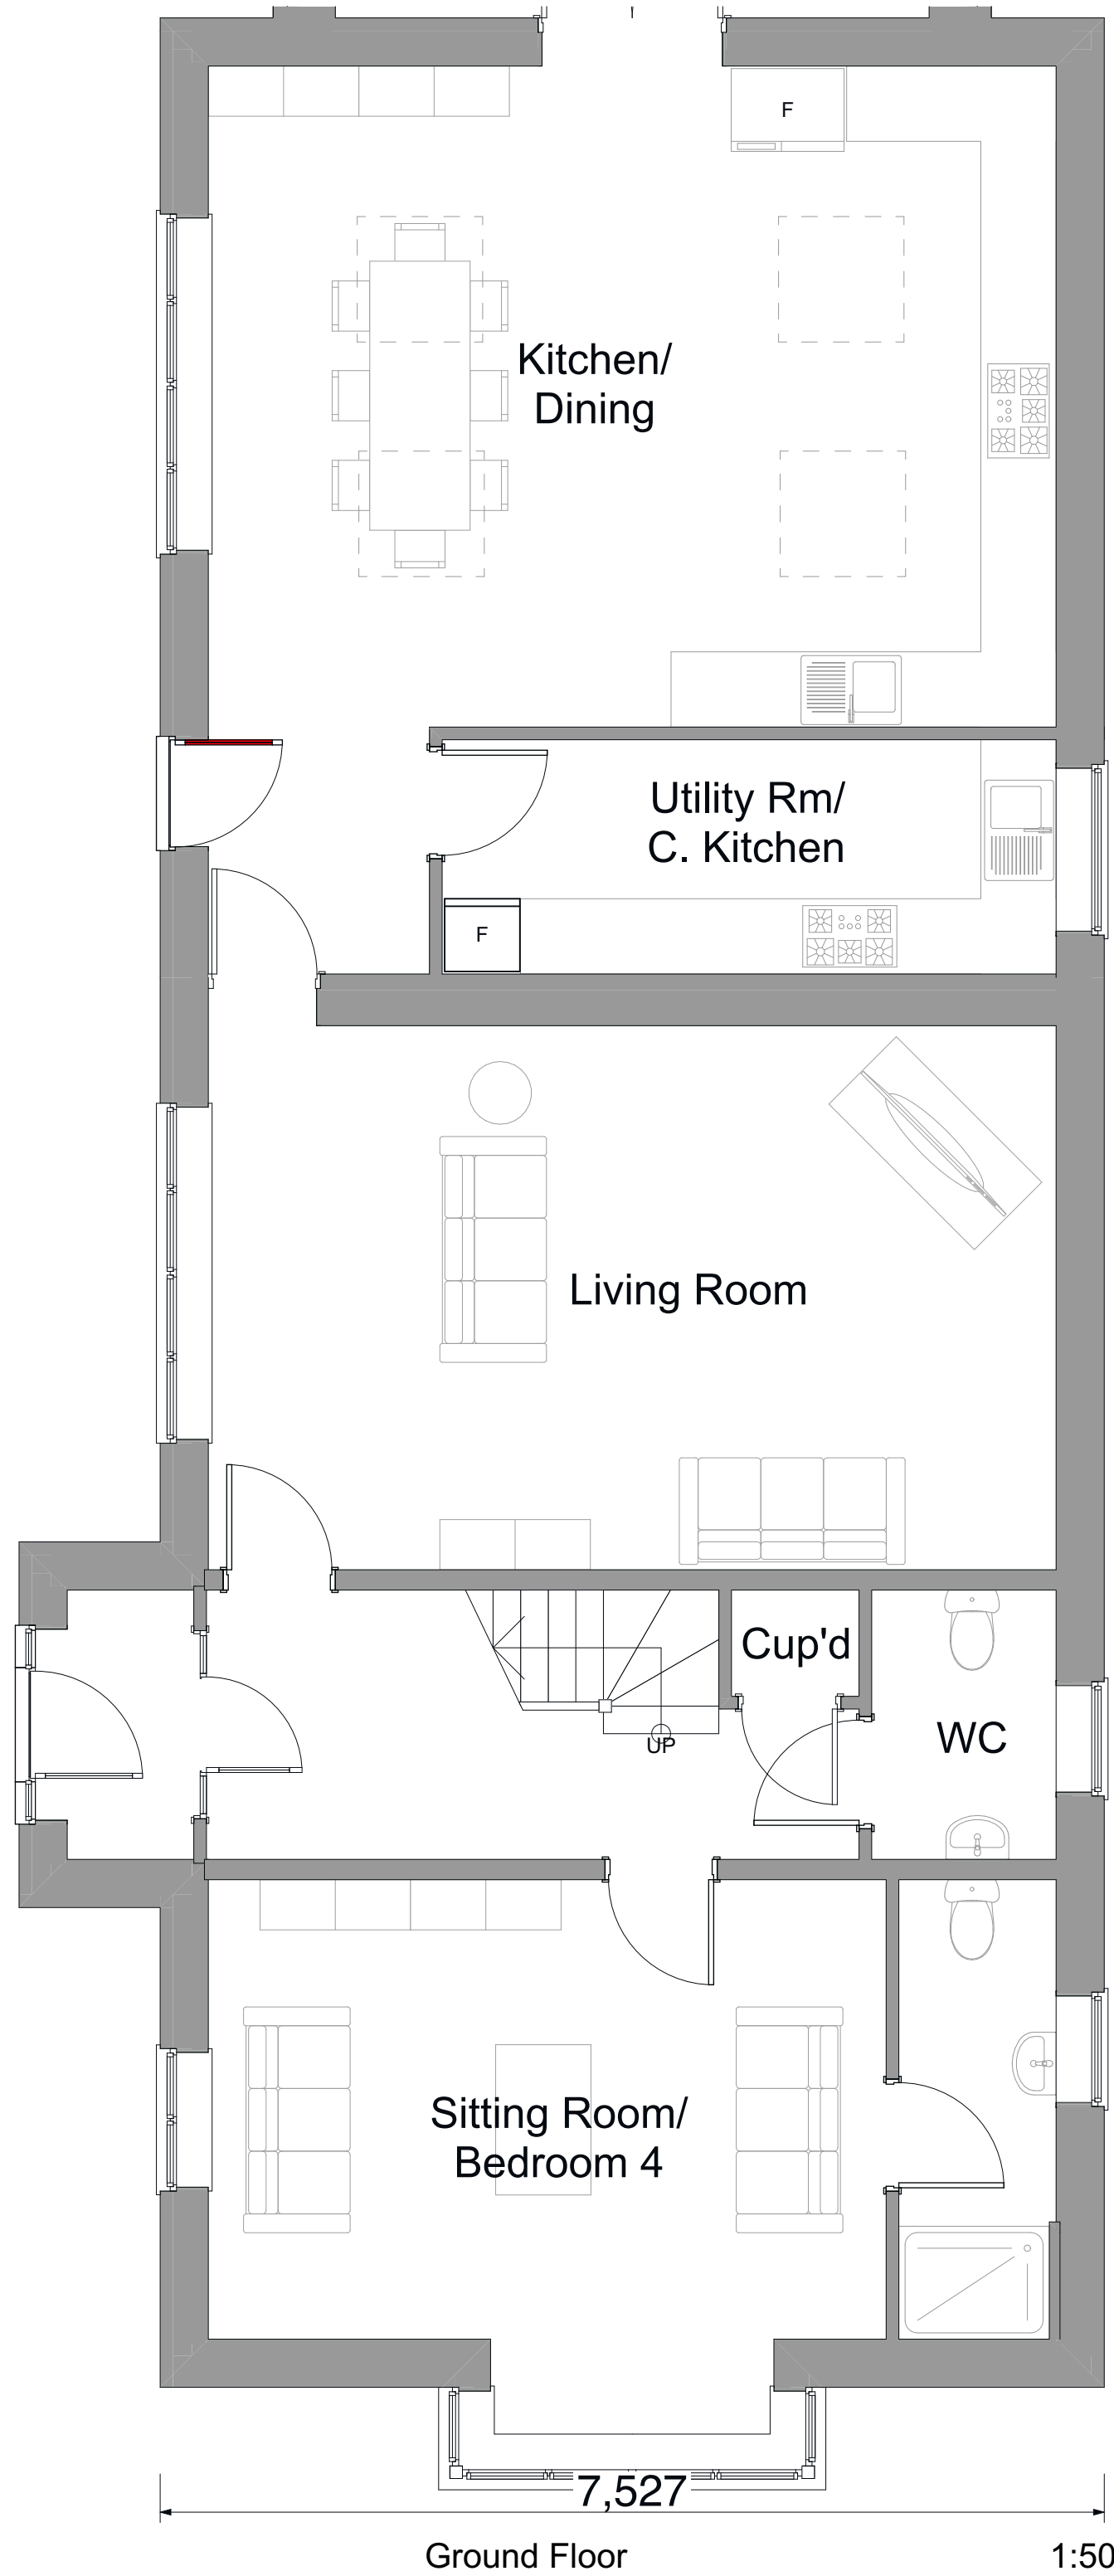 F
Kitchen/
Dining
Utility Rm/
C. Kitchen
F
Living Room
Cup'd
WC
UP
Sitting Room/
Bedroom 4
7,527
Ground Floor
1:50